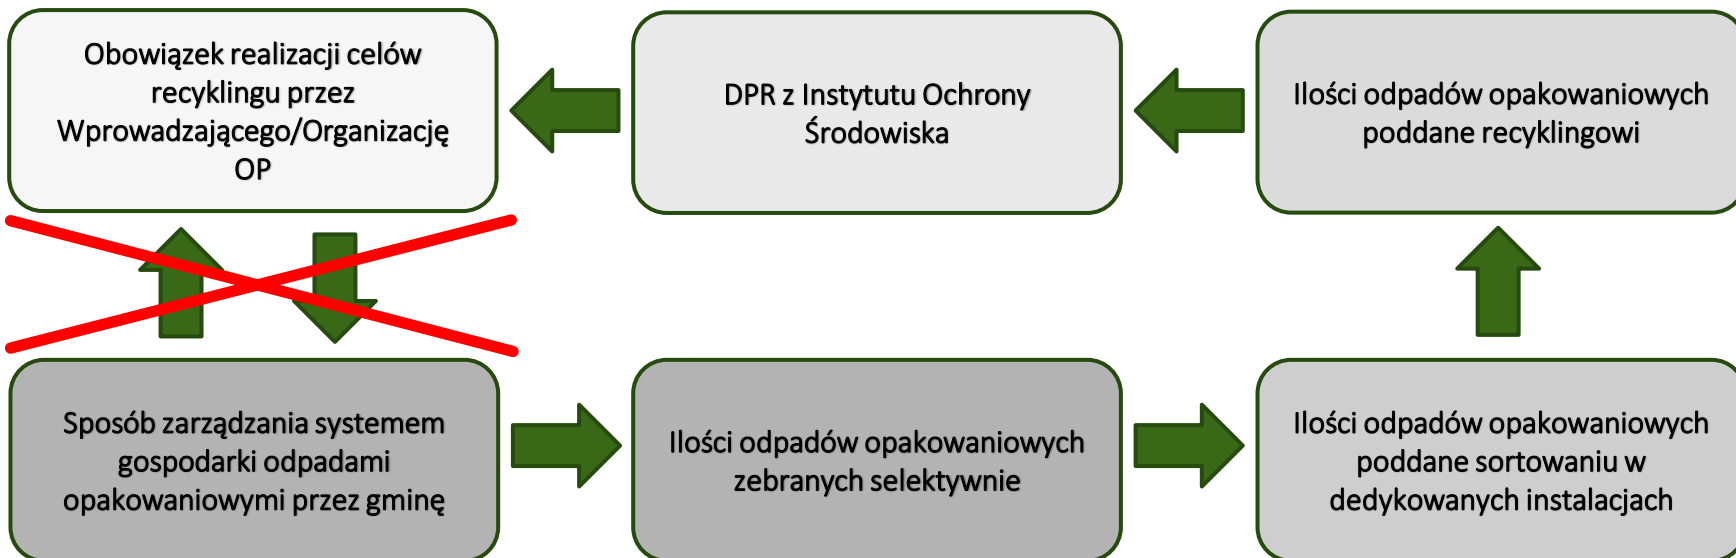 Obowiązek realizacji celów
recyklingu przez
Wprowadzającego/Organizację
OP
DPR z Instytutu Ochrony
Środowiska
Ilości odpadów opakowaniowych
poddane recyklingowi
Sposób zarządzania systemem
gospodarki odpadami
opakowaniowymi przez gminę
Ilości odpadów opakowaniowych
zebranych selektywnie
Ilości odpadów opakowaniowych
poddane sortowaniu w
dedykowanych instalacjach